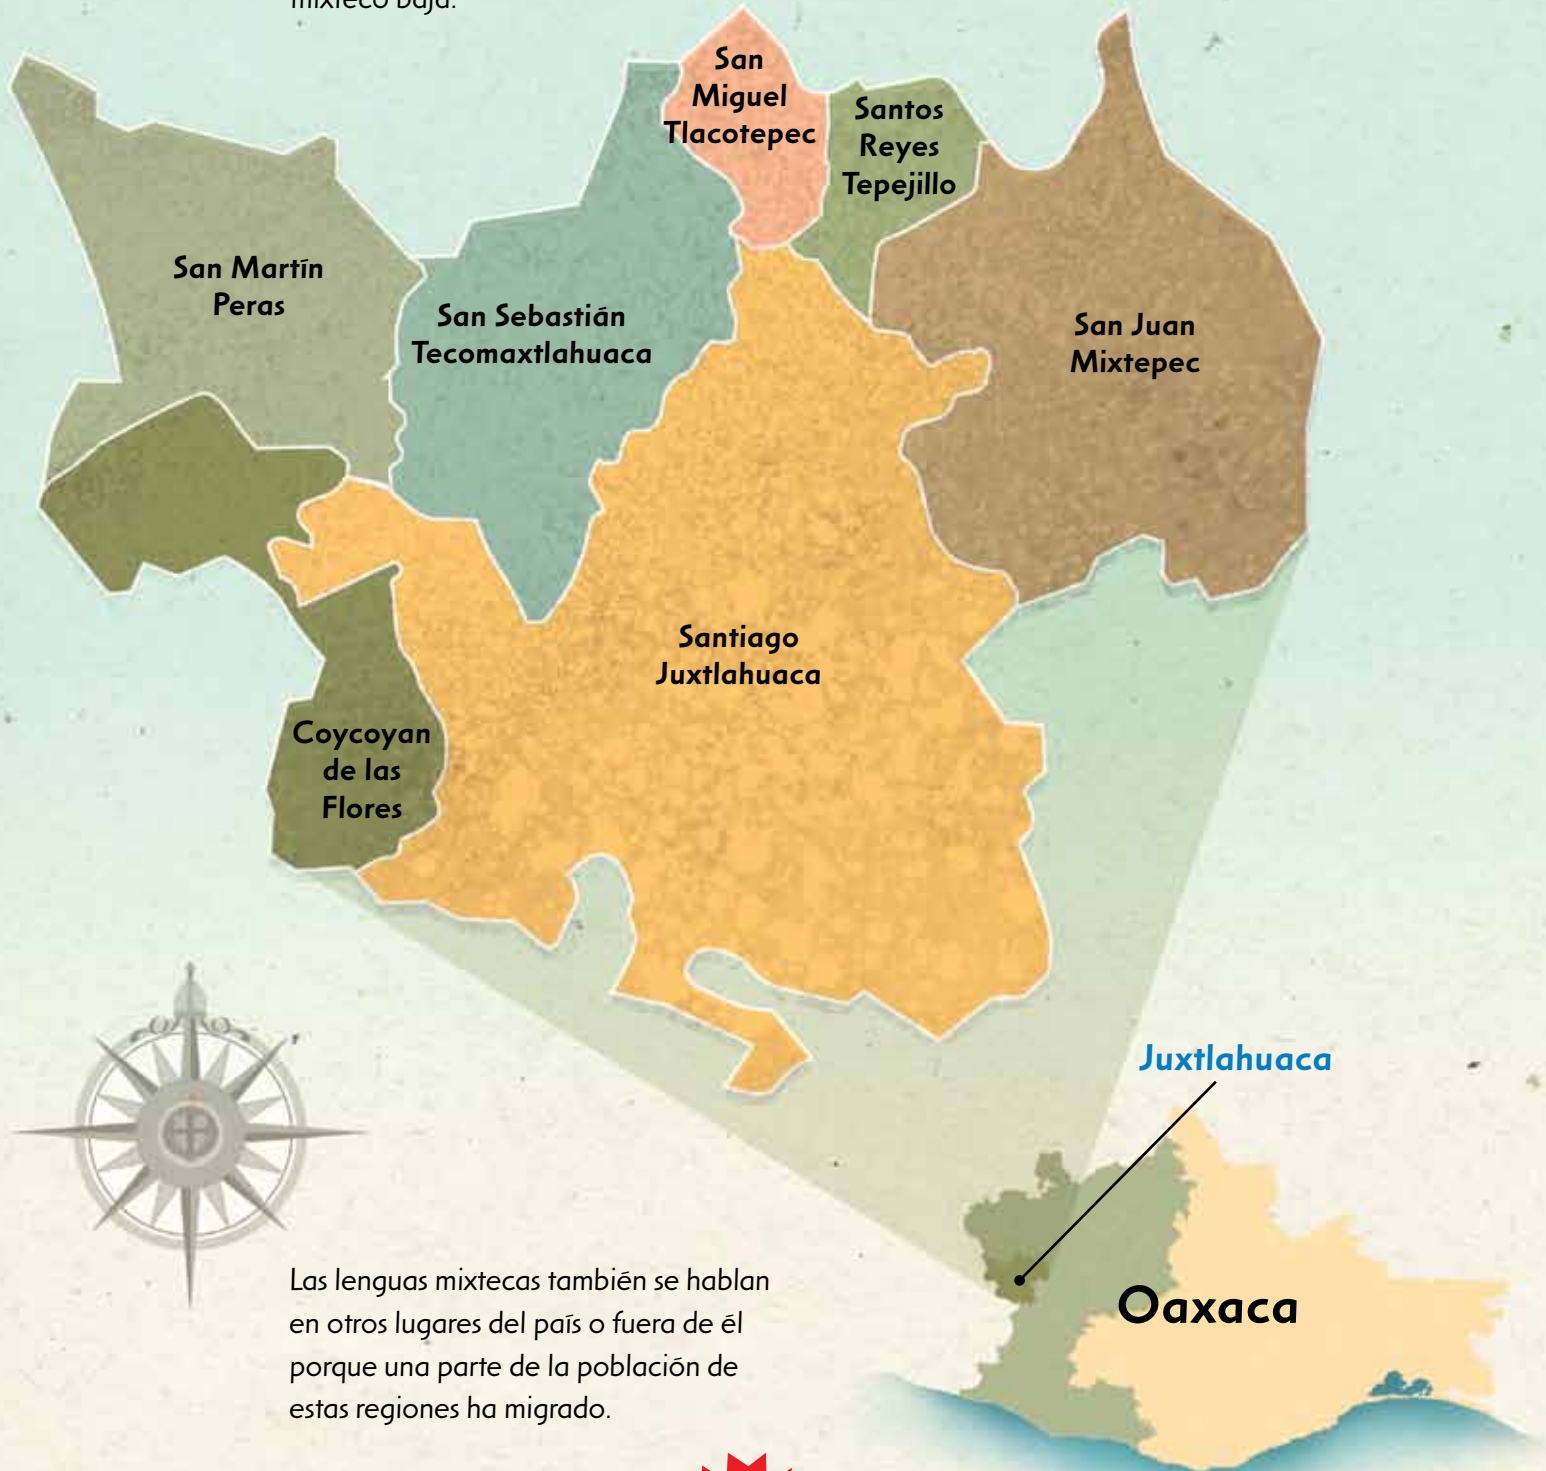 mixteco baja.
San
Miguel
Tlacotepec
Santos
Reyes
Tepejillo
San Martín
Peras
San Sebastián
Tecomaxtlahuaca
San Juan
Mixtepec
Santiago
Juxtlahuaca
Coycoyan
de las
Flores
Juxtlahuaca
Oaxaca
Las lenguas mixtecas también se hablan
en otros lugares del país o fuera de él
porque una parte de la población de
estas regiones ha migrado.